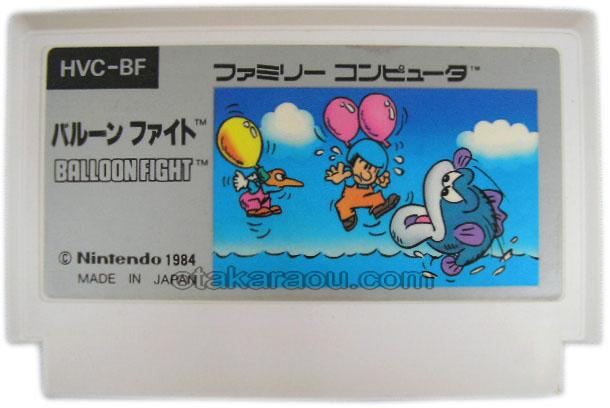 HVC-BF
ファミリー コンピュータ™
バルーン ファイト™
BALLOON FIGHT™
© Nintendo 1984
MADE IN JAPAN
otakaraou.com